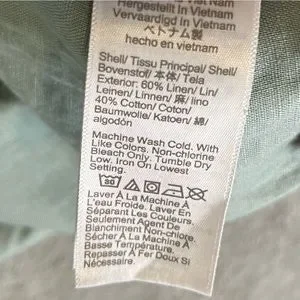 Hergestellt In Vietnam
Vervaardigd In Vietnam
ベトナム製
hecho en vietnam
Shell/ Tissu Principal/ Shell/
Bovenstof/ 本体/ Tela
Exterior: 60% Linen/ Lin/
Leinen/ Linnen/ 麻/ lino
40% Cotton/ Coton/
Baumwolle/ Katoen/ 綿/
algodón
Machine Wash Cold. With
Like Colors. Non-chlorine
Bleach Only. Tumble Dry
Low. Iron On Lowest
Setting.
30
Laver À La Machine À
L'eau Froide. Laver En
Séparant Les Couleurs.
Seulement Agent De
Blanchiment Non-chlore.
Sécher À La Machine À
Basse Température.
Repasser À Fer Doux Si
Nécessaire.